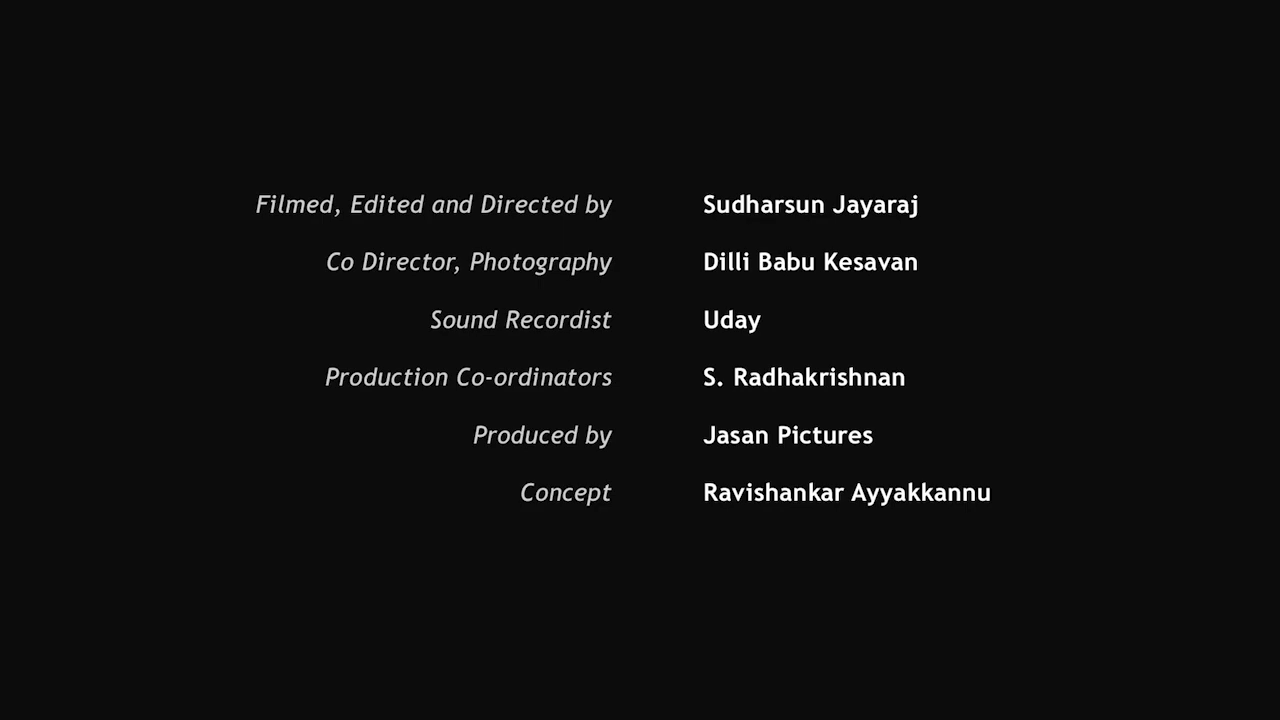 Filmed, Edited and Directed by Sudharsun Jayaraj
Co Director, Photography Dilli Babu Kesavan
Sound Recordist Uday
Production Co-ordinators S. Radhakrishnan
Produced by Jasan Pictures
Concept Ravishankar Ayyakkannu